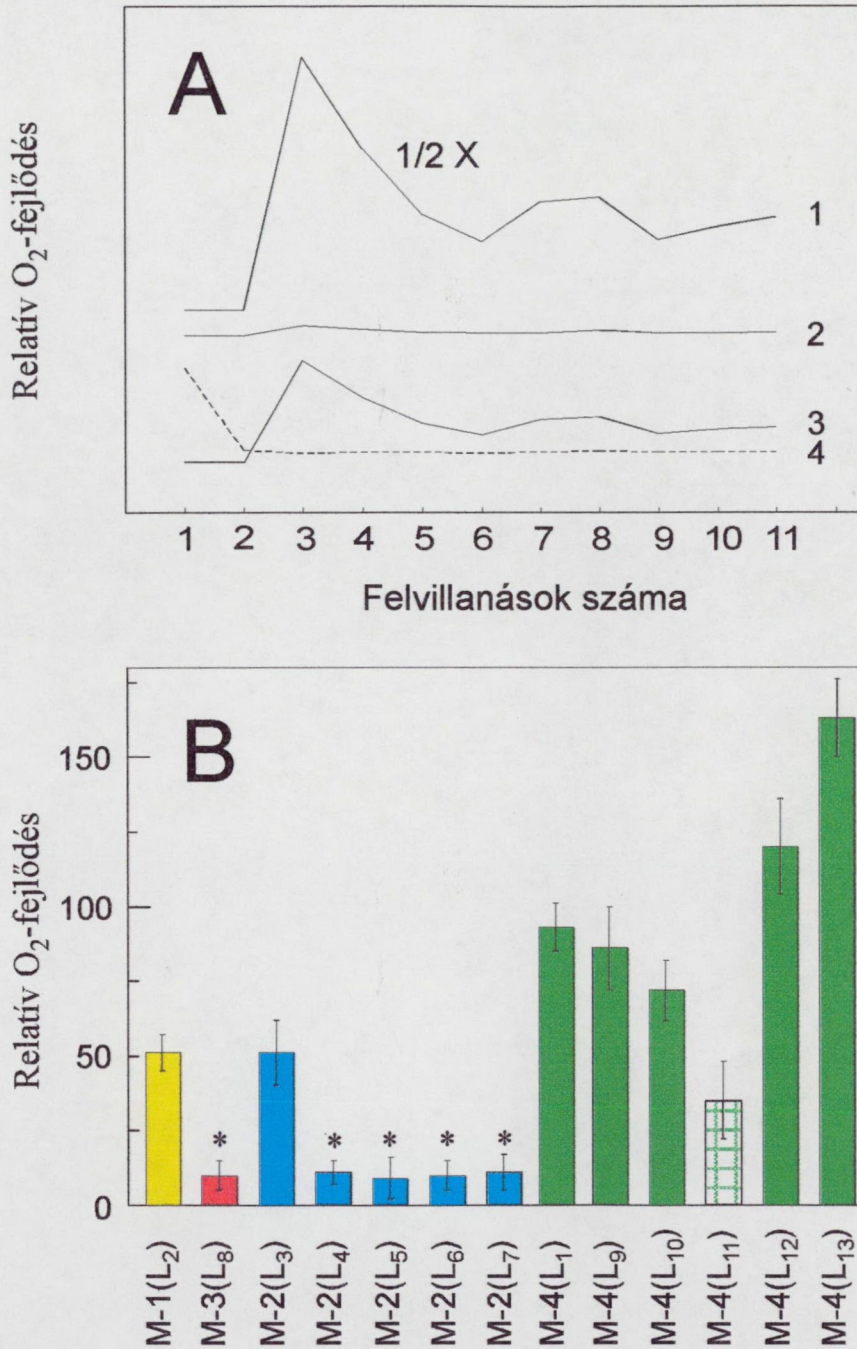 A
Relatív O₂-fejlődés
1/2 X
1
2
3
4
1 2 3 4 5 6 7 8 9 10 11
Felvillanások száma
B
Relatív O₂-fejlődés
150
100
50
0
* * * * *
M-1(L₂)
M-3(L₈)
M-2(L₃)
M-2(L₄)
M-2(L₅)
M-2(L₆)
M-2(L₇)
M-4(L₁)
M-4(L₉)
M-4(L₁₀)
M-4(L₁₁)
M-4(L₁₂)
M-4(L₁₃)